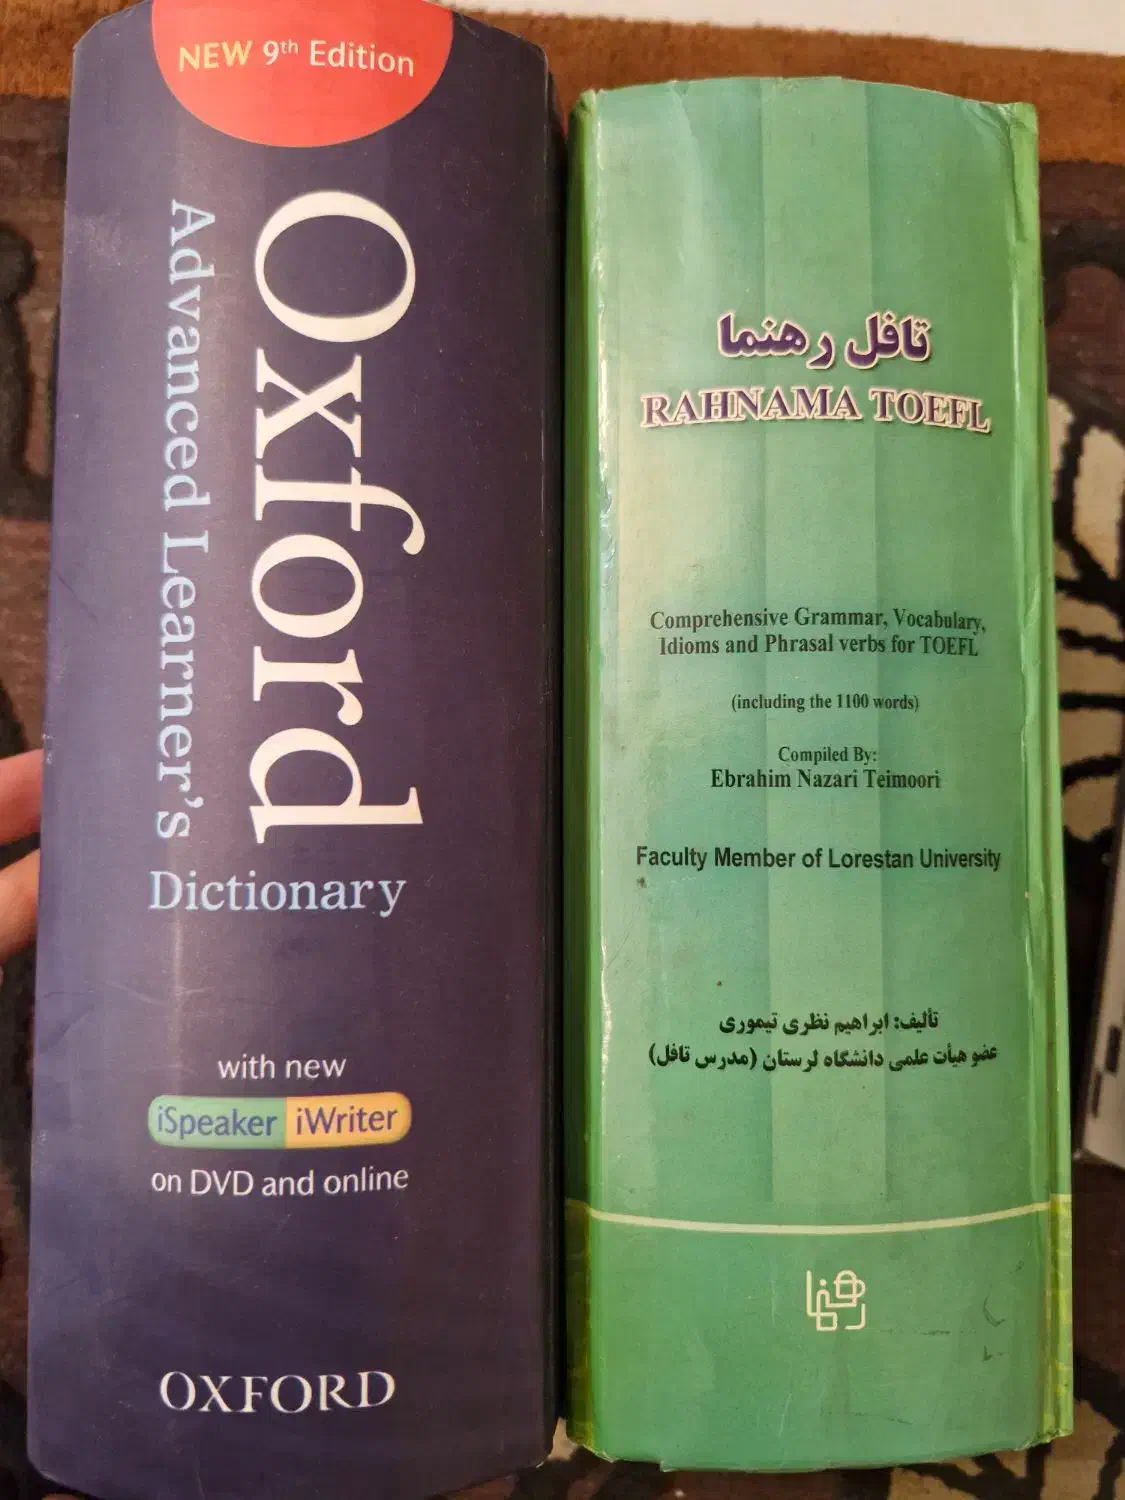 NEW 9th Edition
Oxford
Advanced Learner's
Dictionary
with new
iSpeaker iWriter
on DVD and online
OXFORD
تافل رهنما
RAHNAMA TOEFL
Comprehensive Grammar, Vocabulary,
Idioms and Phrasal verbs for TOEFL
(including the 1100 words)
Compiled By:
Ebrahim Nazari Teimoori
Faculty Member of Lorestan University
تألیف: ابراهیم نظری تیموری
عضو هیأت علمی دانشگاه لرستان (مدرس تافل)
رهنما